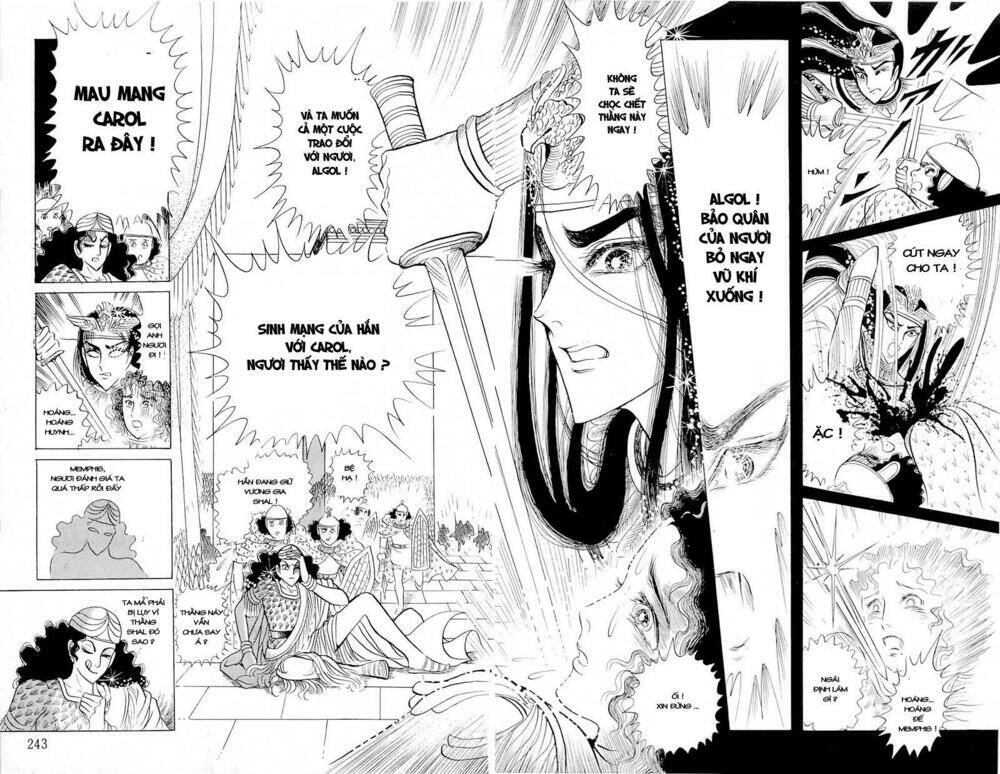 HỪM !
CÚT NGAY
CHO TA !
ẶC !
NGÀI
ĐỊNH LÀM
GÌ ?
HOÀNG...
HOÀNG
ĐẾ
MEMPHIS !
ALGOL !
BẢO QUÂN
CỦA NGƯƠI
BỎ NGAY
VŨ KHÍ
XUỐNG !
KHÔNG
TA SẼ
CHỌC CHẾT
THẰNG NÀY
NGAY !
ỐI !
XIN ĐỪNG
...
VÀ TA MUỐN
CẢ MỘT CUỘC
TRAO ĐỔI
VỚI NGƯƠI,
ALGOL !
SINH MẠNG CỦA HẮN
VỚI CAROL,
NGƯƠI THẤY THẾ NÀO ?
BỆ
HẠ !
HẮN ĐANG GIỮ
VƯƠNG GIA
SHAL !
THẰNG NÀY
VẪN
CHƯA SAY
À ?
MAU MANG
CAROL
RA ĐÂY !
GỌI
ANH
NGƯƠI
ĐI !
HOÀNG...
HOÀNG
HUYNH...
MEMPHIS,
NGƯƠI ĐÁNH GIÁ TA
QUÁ THẤP RỒI ĐẤY
TA MÀ PHẢI
BỊ LỤY VÌ
THẰNG
SHAL ĐÓ
SAO ?
243